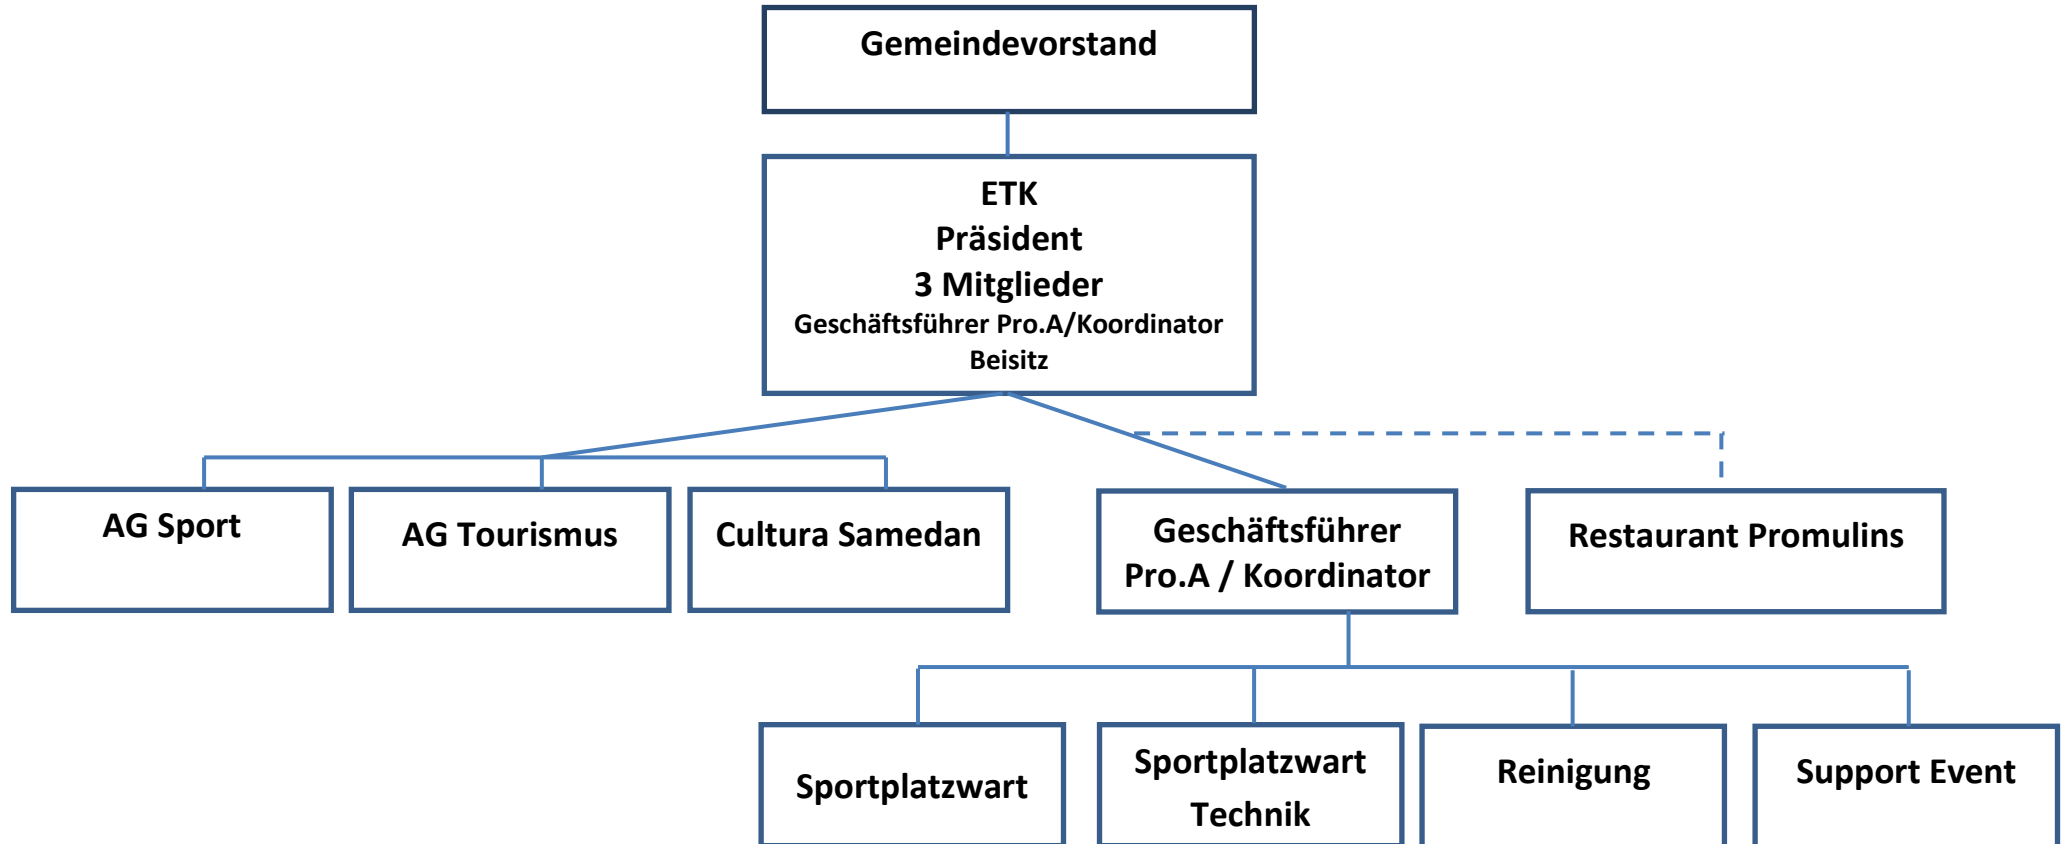 Gemeindevorstand
ETK
Präsident
3 Mitglieder
Geschäftsführer Pro.A/Koordinator
Beisitz
AG Sport
AG Tourismus
Cultura Samedan
Geschäftsführer
Pro.A / Koordinator
Restaurant Promulins
Sportplatzwart
Sportplatzwart
Technik
Reinigung
Support Event